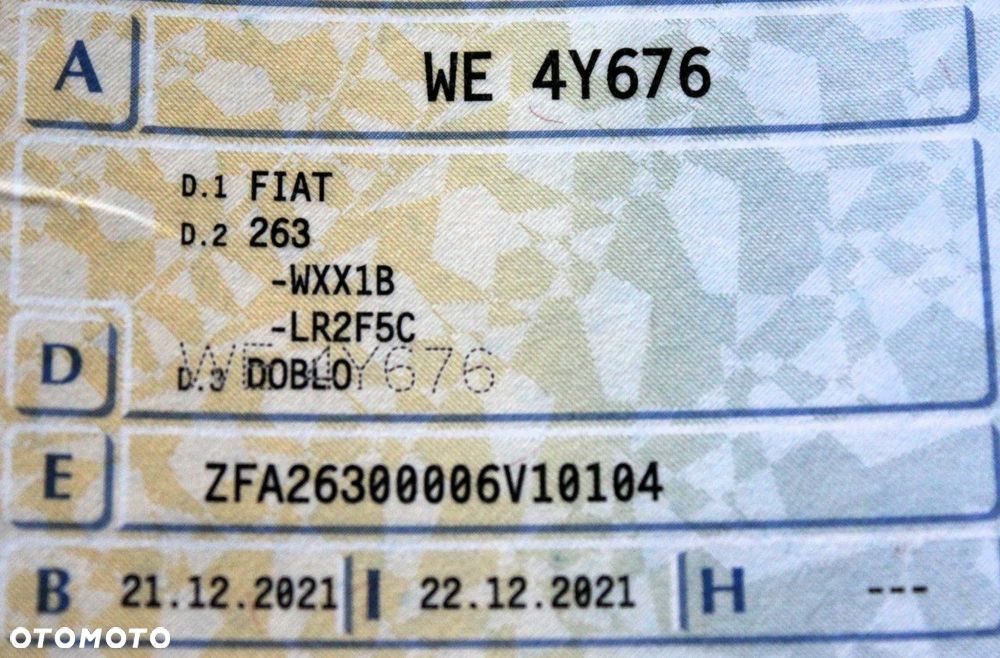 A WE 4Y676
D.1 FIAT
D.2 263
-WXX1B
-LR2F5C
WE 4Y676
D D.3 DOBLO
E ZFA26300006V10104
B 21.12.2021 I 22.12.2021 H ---
OTOMOTO